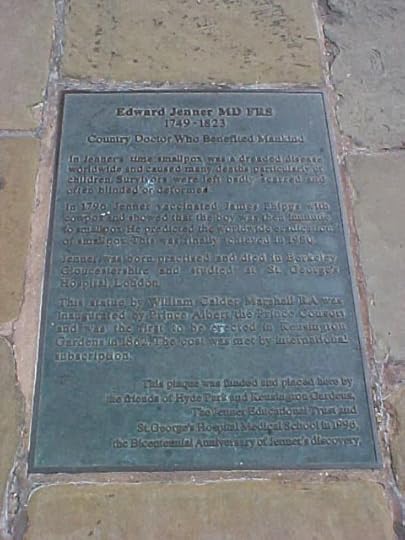 Edward Jenner MD FRS
1749-1823
Country Doctor Who Benefited Mankind
In Jenner's time smallpox was a dreaded disease
worldwide and caused many deaths particularly of
children. Survivors were left badly scarred and
often blinded or deformed.
In 1796 Jenner vaccinated James Phipps with
cowpox and showed that the boy was then immune
to smallpox. He predicted the worldwide eradication
of smallpox. This was finally achieved in 1980.
Jenner was born, practised and died in Berkeley,
Gloucestershire and studied at St. George's
Hospital, London.
This statue by William Calder Marshall R.A. was
inaugurated by Prince Albert the Prince Consort
and was the first to be erected in Kensington
Gardens in 1862. The cost was met by international
subscription.
This plaque was funded and placed here by
the friends of Hyde Park and Kensington Gardens,
The Jenner Educational Trust and
St. George's Hospital Medical School in 1996,
the Bicentennial Anniversary of Jenner's discovery.